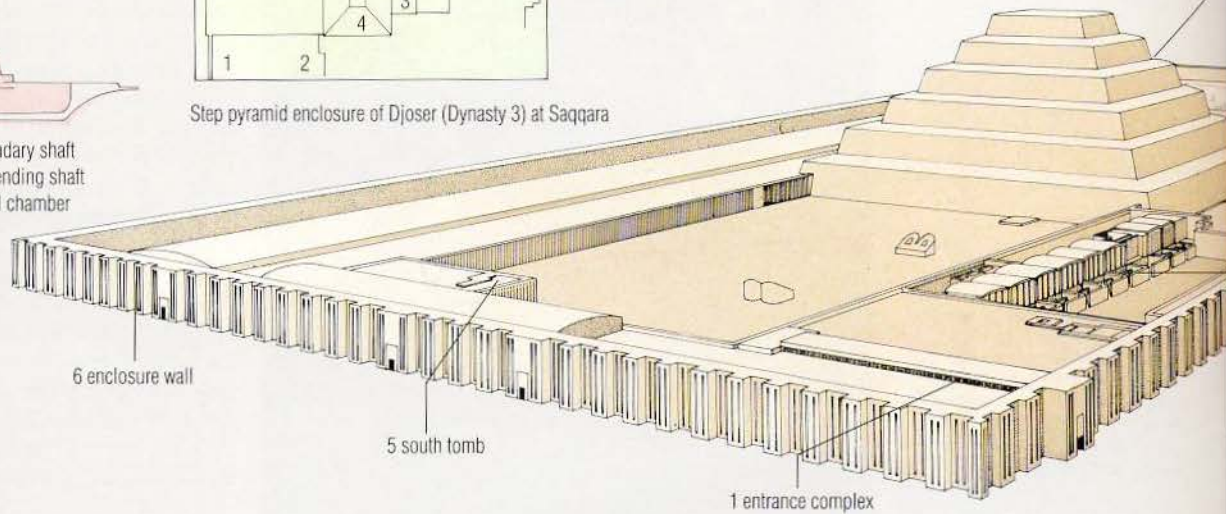 3
4
1 2
Step pyramid enclosure of Djoser (Dynasty 3) at Saqqara
shaft
shaft
chamber
6 enclosure wall
5 south tomb
1 entrance complex